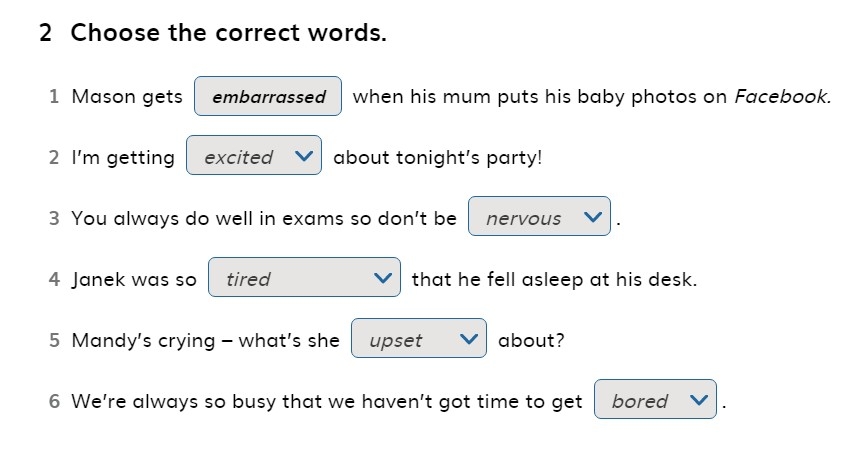 2 Choose the correct words.
1 Mason gets embarrassed when his mum puts his baby photos on Facebook.
2 I'm getting excited about tonight's party!
3 You always do well in exams so don't be nervous .
4 Janek was so tired that he fell asleep at his desk.
5 Mandy's crying – what's she upset about?
6 We're always so busy that we haven't got time to get bored .